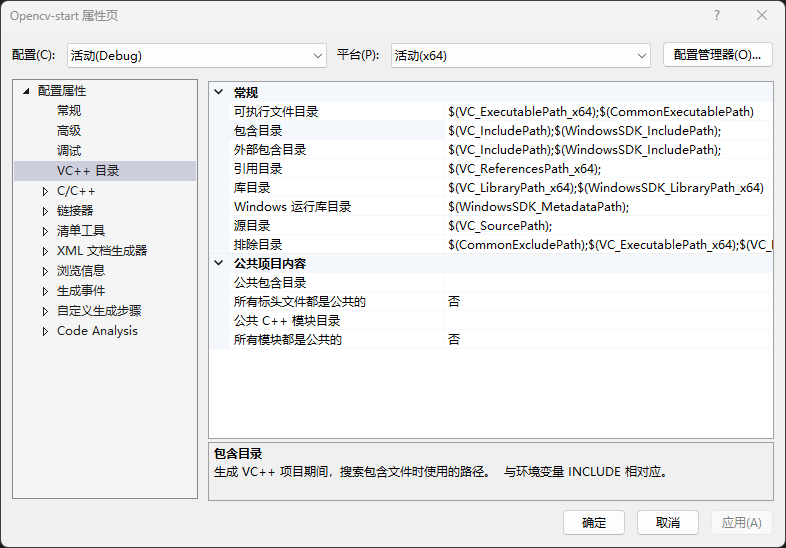 Opencv-start 属性页
配置(C): 活动(Debug) 平台(P): 活动(x64) 配置管理器(O)...
配置属性
常规
高级
调试
VC++ 目录
C/C++
链接器
清单工具
XML 文档生成器
浏览信息
生成事件
自定义生成步骤
Code Analysis
常规
可执行文件目录 $(VC_ExecutablePath_x64);$(CommonExecutablePath)
包含目录 $(VC_IncludePath);$(WindowsSDK_IncludePath);
外部包含目录 $(VC_IncludePath);$(WindowsSDK_IncludePath);
引用目录 $(VC_ReferencesPath_x64);
库目录 $(VC_LibraryPath_x64);$(WindowsSDK_LibraryPath_x64)
Windows 运行库目录 $(WindowsSDK_MetadataPath);
源目录 $(VC_SourcePath);
排除目录 $(CommonExcludePath);$(VC_ExecutablePath_x64);$(VC_
公共项目内容
公共包含目录
所有标头文件都是公共的 否
公共 C++ 模块目录
所有模块都是公共的 否
包含目录
生成 VC++ 项目期间，搜索包含文件时使用的路径。 与环境变量 INCLUDE 相对应。
确定 取消 应用(A)